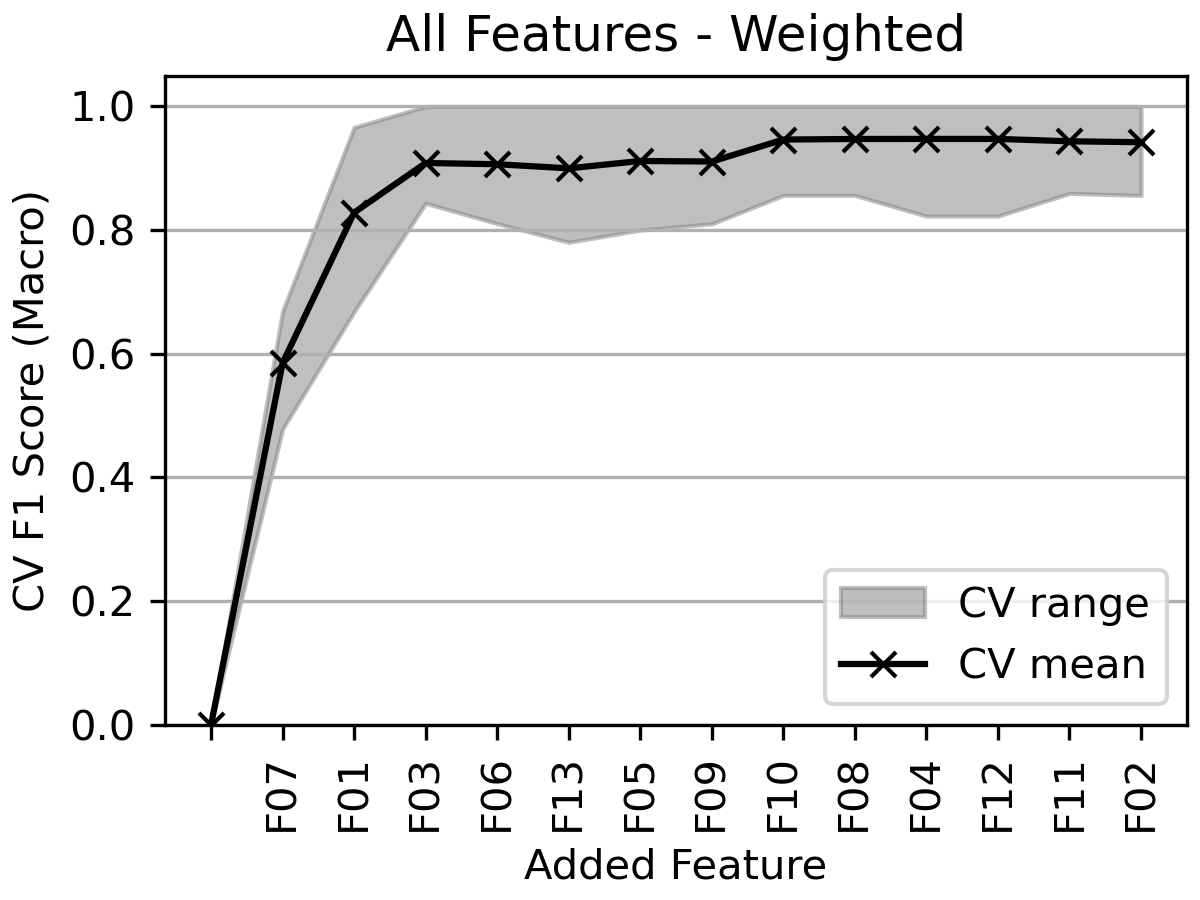 All Features - Weighted
CV F1 Score (Macro)
1.0
0.8
0.6
0.4
0.2
0.0
CV range
CV mean
F07 F01 F03 F06 F13 F05 F09 F10 F08 F04 F12 F11 F02
Added Feature